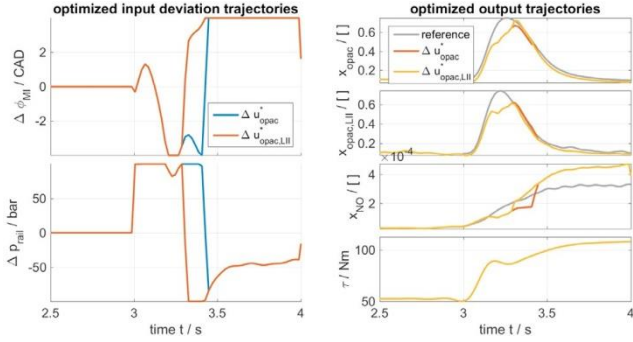 optimized input deviation trajectories
Δ ϕMI / CAD
2
0
-2
Δ u*opac
Δ u*opac,LII
Δ prail / bar
50
0
-50
2.5 3 3.5 4
time t / s
optimized output trajectories
xopac / [ ]
0.6
0.4
0.2
reference
Δ u*opac
Δ u*opac,LII
xopac,LII / [ ]
0.6
0.4
0.2
×10-4
xNO / [ ]
4
2
τ / Nm
100
50
2.5 3 3.5 4
time t / s